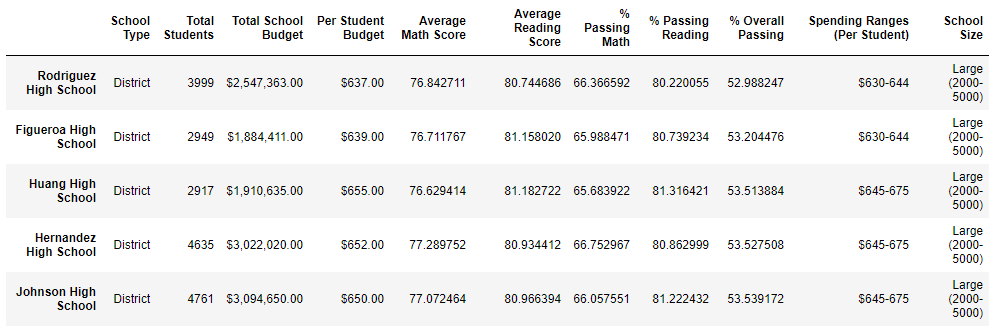 School Type Total Students Total School Budget Per Student Budget Average Math Score Average Reading Score % Passing Math % Passing Reading % Overall Passing Spending Ranges (Per Student) School Size
Rodriguez High School District 3999 $2,547,363.00 $637.00 76.842711 80.744686 66.366592 80.220055 52.988247 $630-644 Large (2000-5000)
Figueroa High School District 2949 $1,884,411.00 $639.00 76.711767 81.158020 65.988471 80.739234 53.204476 $630-644 Large (2000-5000)
Huang High School District 2917 $1,910,635.00 $655.00 76.629414 81.182722 65.683922 81.316421 53.513884 $645-675 Large (2000-5000)
Hernandez High School District 4635 $3,022,020.00 $652.00 77.289752 80.934412 66.752967 80.862999 53.527508 $645-675 Large (2000-5000)
Johnson High School District 4761 $3,094,650.00 $650.00 77.072464 80.966394 66.057551 81.222432 53.539172 $645-675 Large (2000-5000)